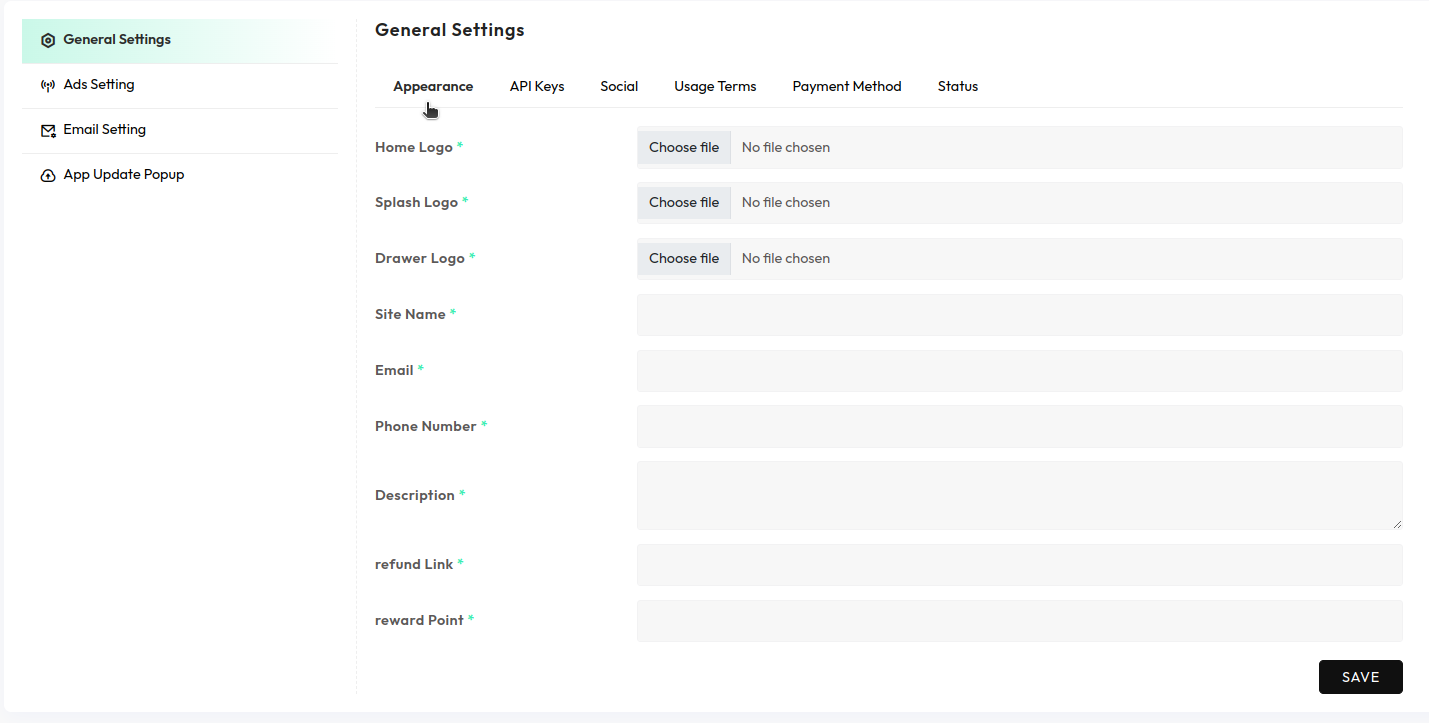 General Settings
Ads Setting
Email Setting
App Update Popup
General Settings
Appearance API Keys Social Usage Terms Payment Method Status
Home Logo * Choose file No file chosen
Splash Logo * Choose file No file chosen
Drawer Logo * Choose file No file chosen
Site Name *
Email *
Phone Number *
Description *
refund Link *
reward Point *
SAVE